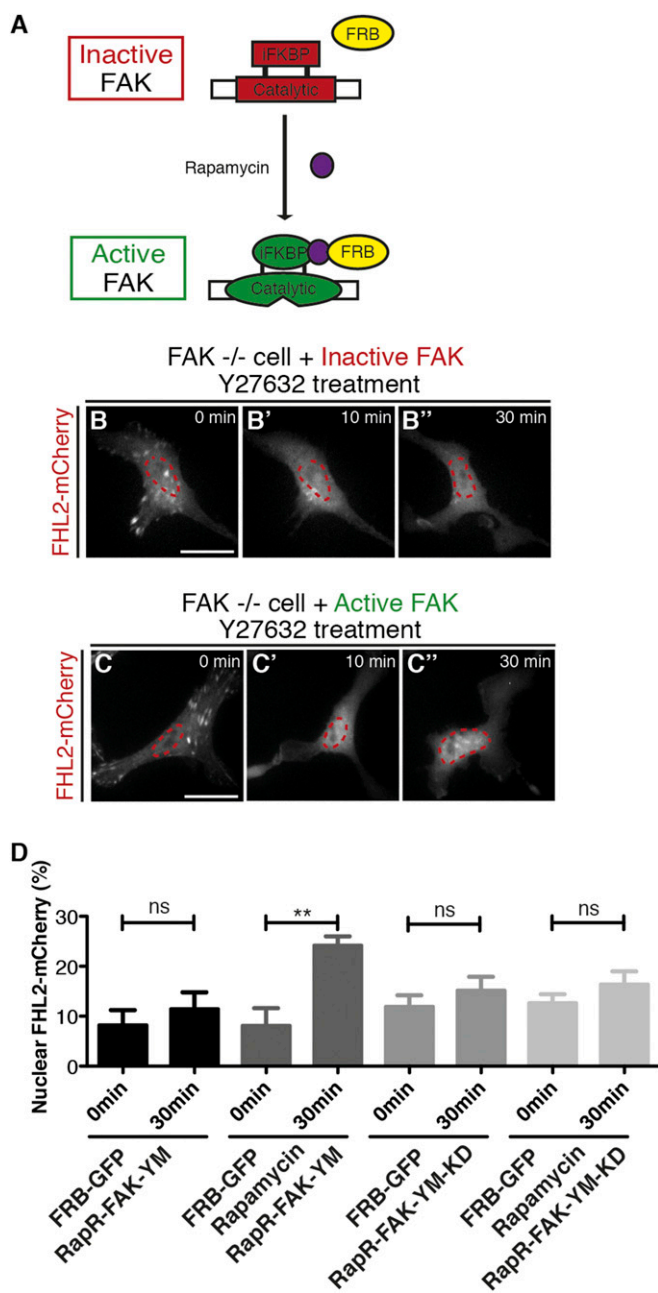 A
Inactive
FAK
iFKBP
FRB
Catalytic
Rapamycin
Active
FAK
iFKBP
FRB
Catalytic
FAK -/- cell + Inactive FAK
Y27632 treatment
FHL2-mCherry
B 0 min
B' 10 min
B'' 30 min
FAK -/- cell + Active FAK
Y27632 treatment
FHL2-mCherry
C 0 min
C' 10 min
C'' 30 min
D
Nuclear FHL2-mCherry (%)
30
20
10
0
ns
**
ns
ns
0min
30min
0min
30min
0min
30min
0min
30min
FRB-GFP
RapR-FAK-YM
FRB-GFP
Rapamycin
RapR-FAK-YM
FRB-GFP
RapR-FAK-YM-KD
FRB-GFP
Rapamycin
RapR-FAK-YM-KD